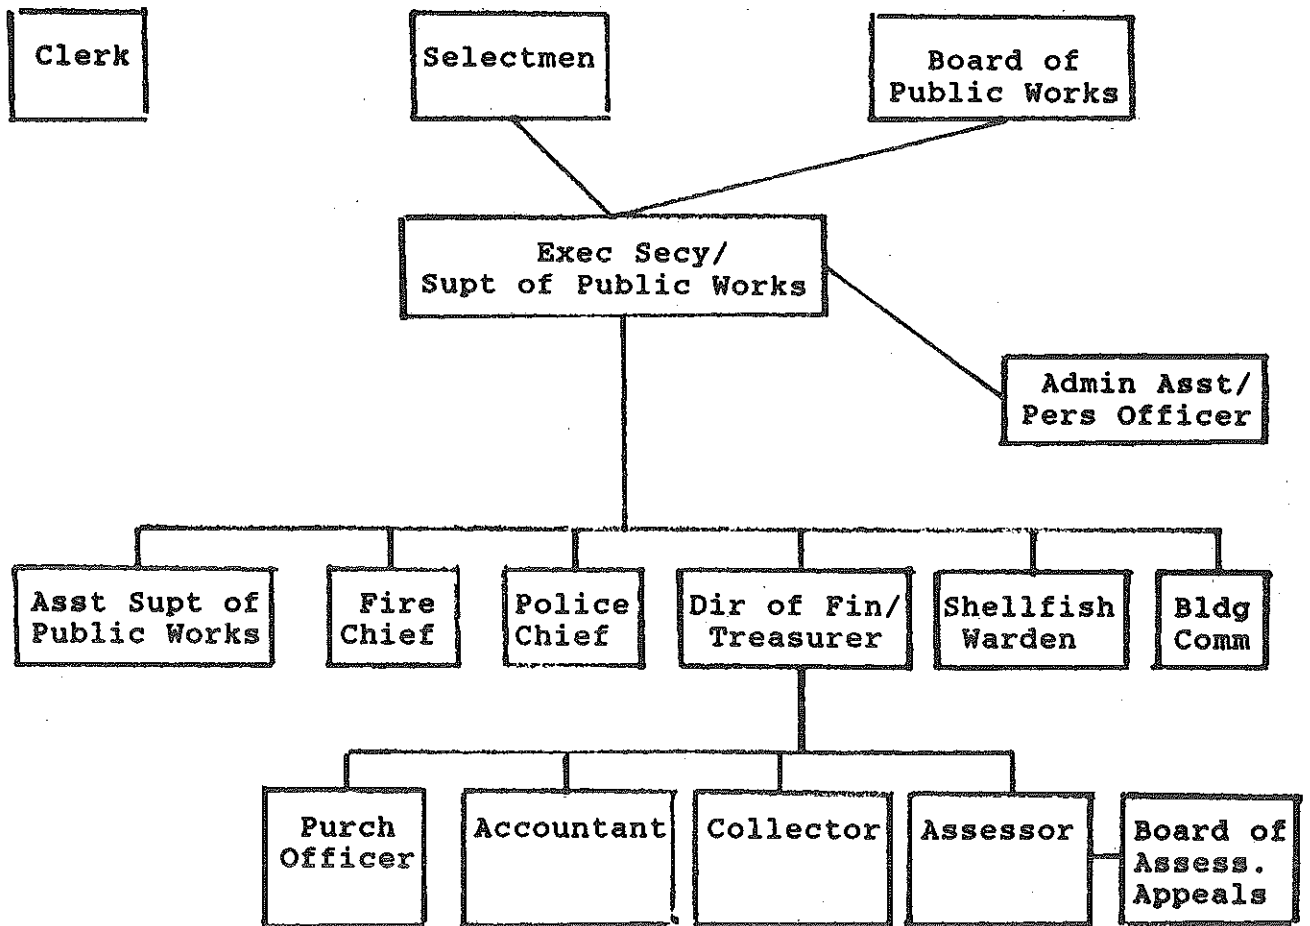 Clerk
Selectmen
Board of
Public Works
Exec Secy/
Supt of Public Works
Admin Asst/
Pers Officer
Asst Supt of
Public Works
Fire
Chief
Police
Chief
Dir of Fin/
Treasurer
Shellfish
Warden
Bldg
Comm
Purch
Officer
Accountant
Collector
Assessor
Board of
Assess.
Appeals